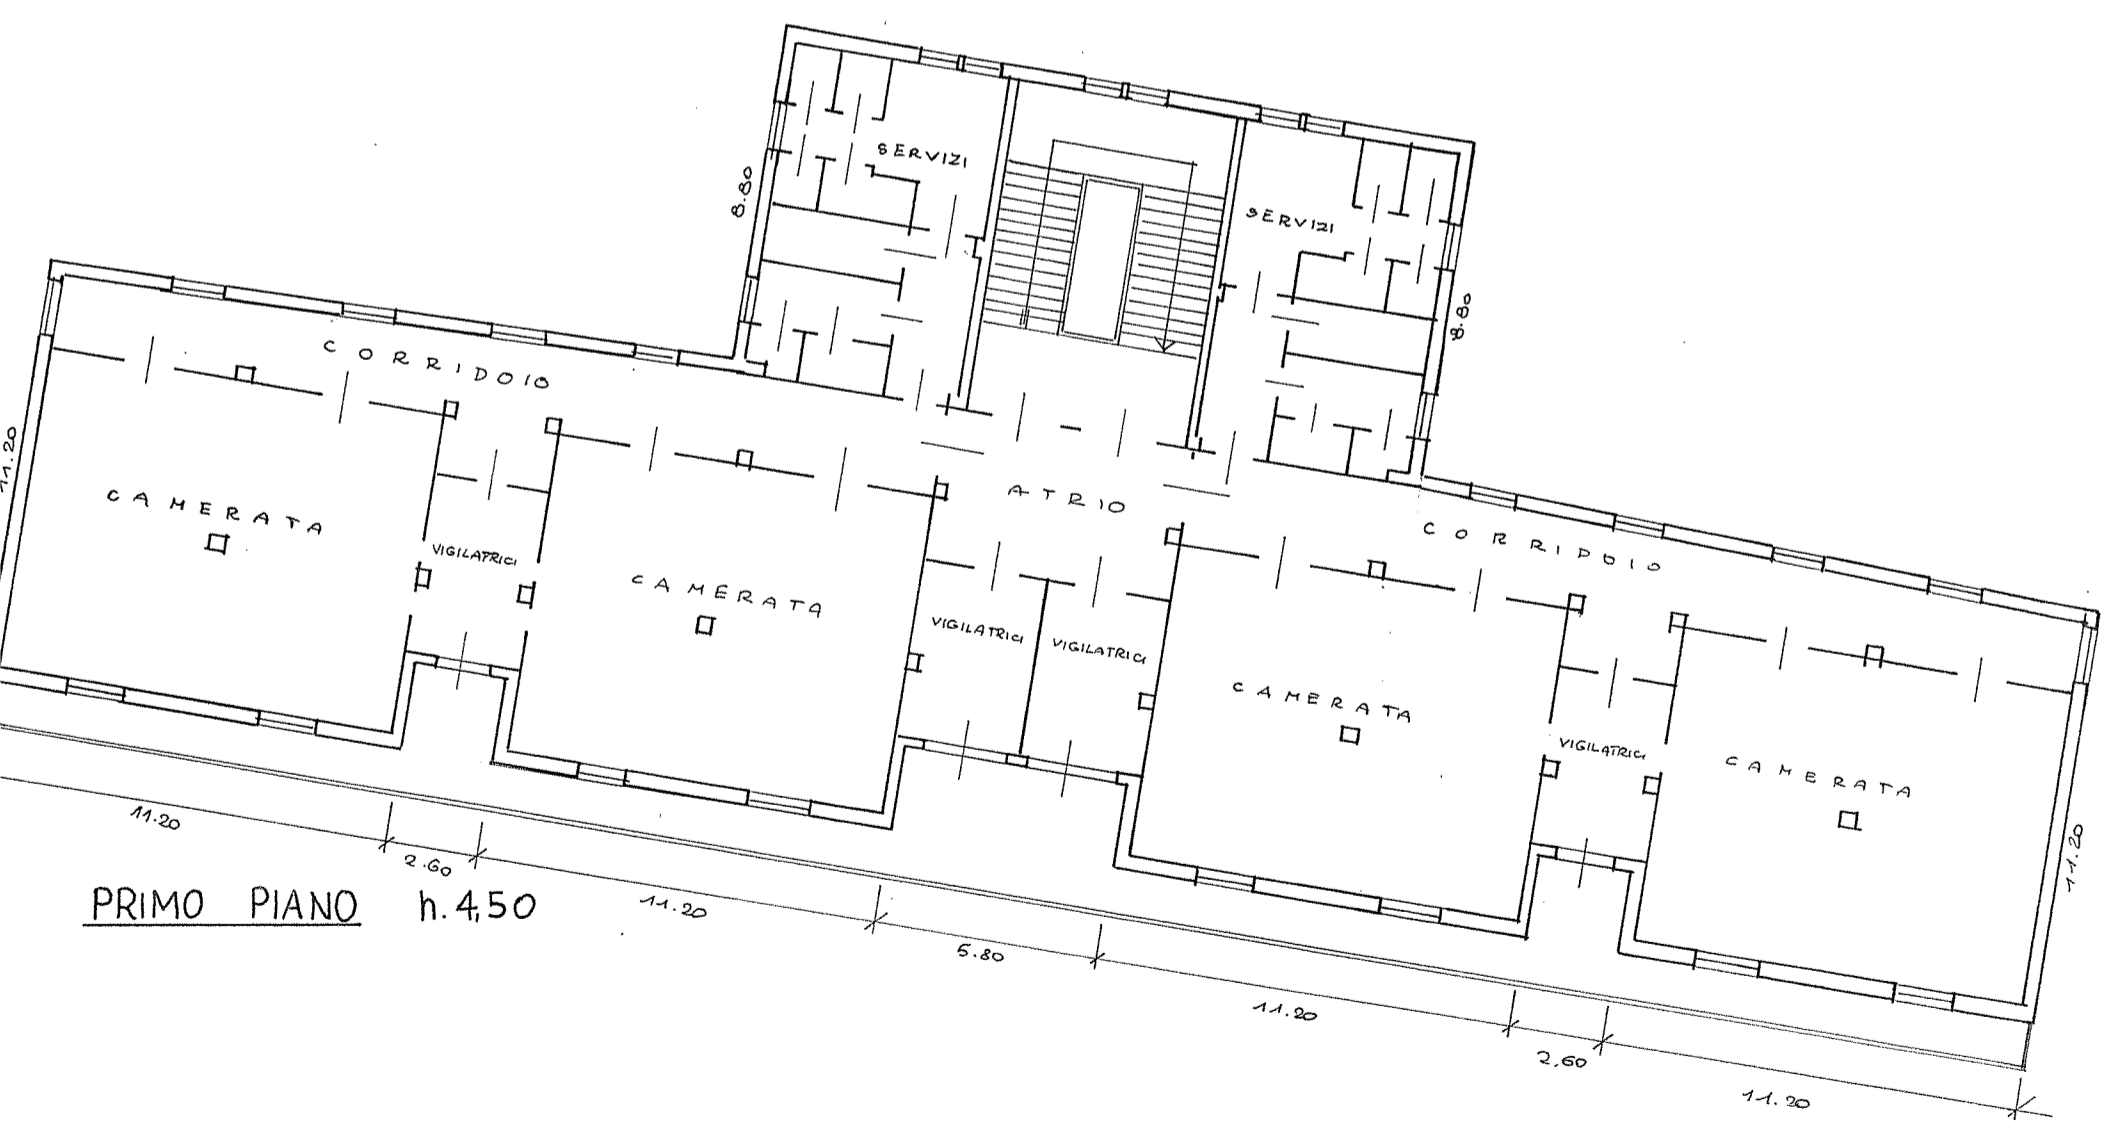 SERVIZI
8.80
SERVIZI
8.80
CORRIDOIO
11.20
CAMERATA
VIGILATRICI
CAMERATA
ATRIO
CORRIDOIO
VIGILATRICI
VIGILATRICI
CAMERATA
VIGILATRICI
CAMERATA
11.20
11.20
2.60
11.20
5.80
11.20
2,60
11.20
PRIMO PIANO h.4,50